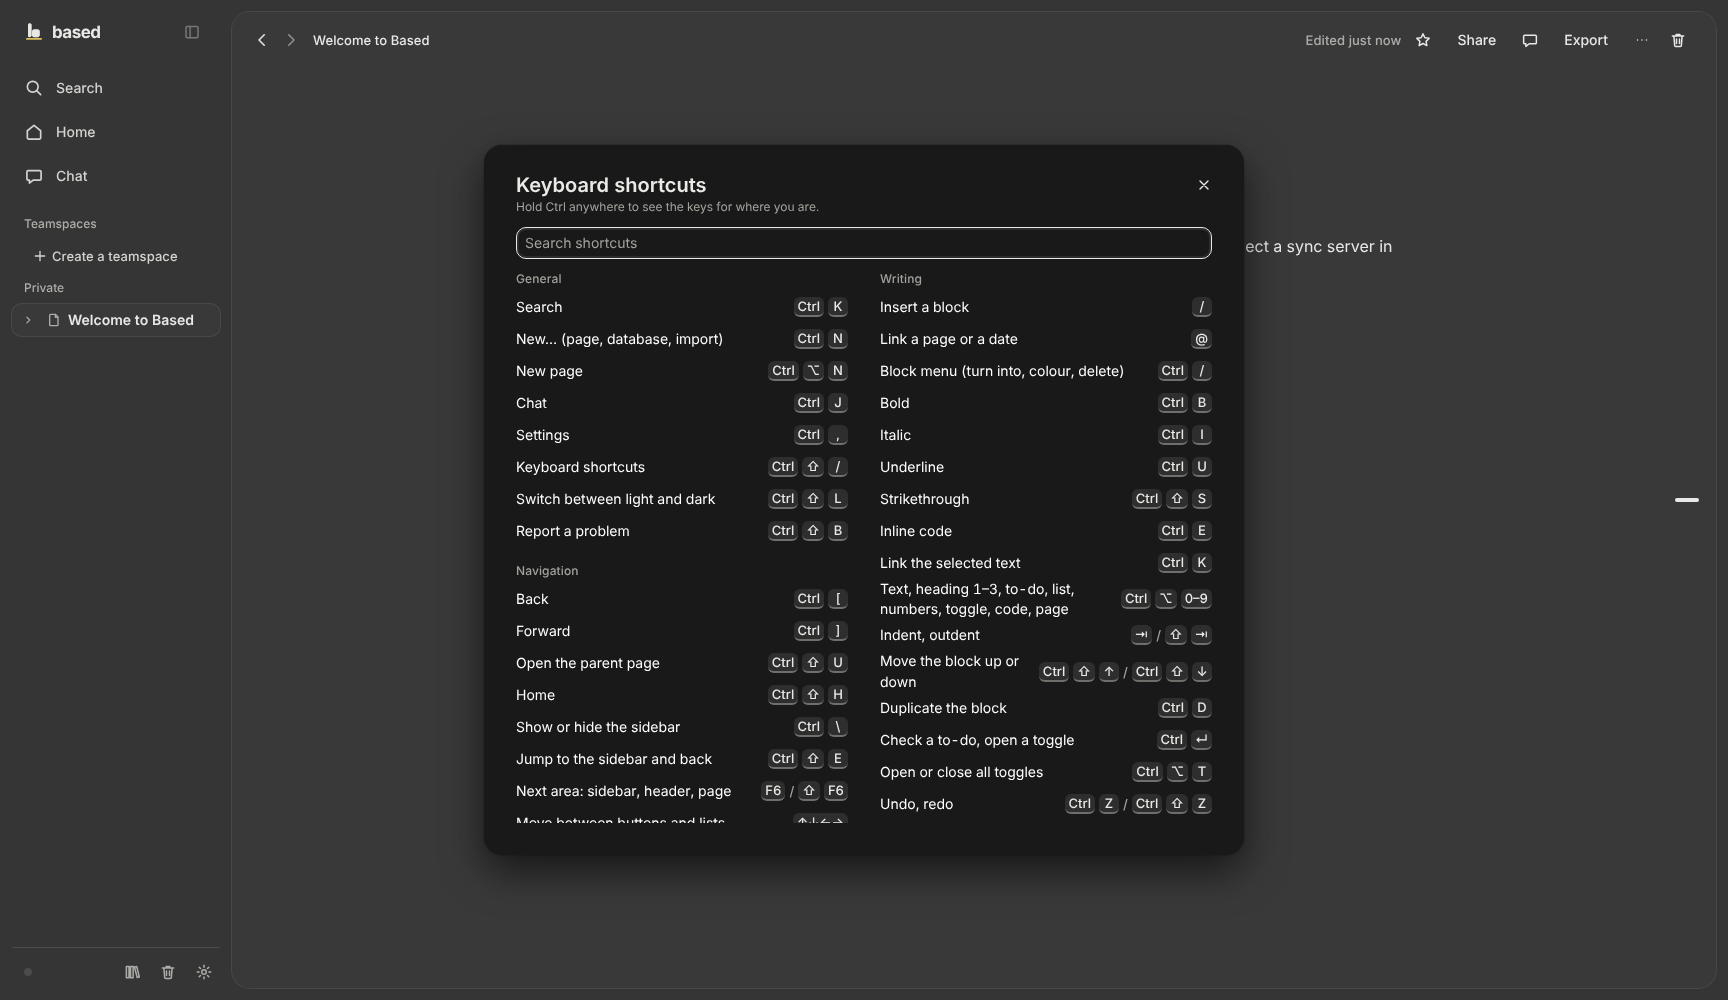 based
Search
Home
Chat
Teamspaces
+ Create a teamspace
Private
Welcome to Based
Welcome to Based
Edited just now
Share
Export
ect a sync server in
Keyboard shortcuts
Hold Ctrl anywhere to see the keys for where you are.
Search shortcuts
General
Search Ctrl K
New... (page, database, import) Ctrl N
New page Ctrl ⌥ N
Chat Ctrl J
Settings Ctrl ,
Keyboard shortcuts Ctrl ⇧ /
Switch between light and dark Ctrl ⇧ L
Report a problem Ctrl ⇧ B
Navigation
Back Ctrl [
Forward Ctrl ]
Open the parent page Ctrl ⇧ U
Home Ctrl ⇧ H
Show or hide the sidebar Ctrl \
Jump to the sidebar and back Ctrl ⇧ E
Next area: sidebar, header, page F6 / ⇧ F6
Move between buttons and lists ↑↓←→
Writing
Insert a block /
Link a page or a date @
Block menu (turn into, colour, delete) Ctrl /
Bold Ctrl B
Italic Ctrl I
Underline Ctrl U
Strikethrough Ctrl ⇧ S
Inline code Ctrl E
Link the selected text Ctrl K
Text, heading 1–3, to-do, list,
numbers, toggle, code, page Ctrl ⌥ 0–9
Indent, outdent ⇥ / ⇧ ⇥
Move the block up or
down Ctrl ⇧ ↑ / Ctrl ⇧ ↓
Duplicate the block Ctrl D
Check a to-do, open a toggle Ctrl ↵
Open or close all toggles Ctrl ⌥ T
Undo, redo Ctrl Z / Ctrl ⇧ Z